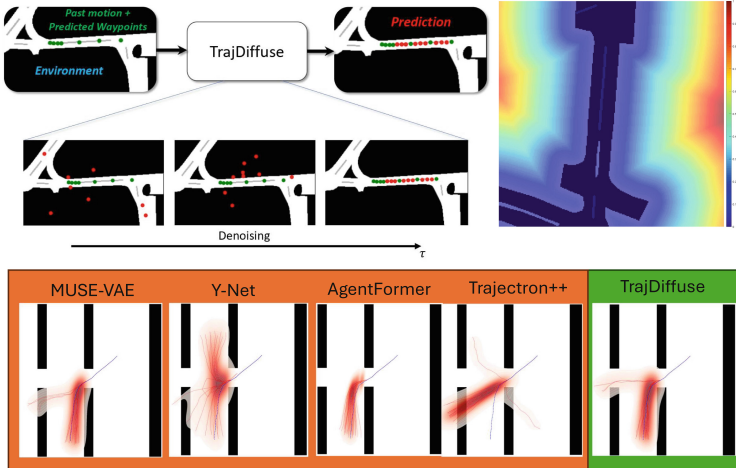 Past motion +
Predicted Waypoints
Environment
TrajDiffuse
Prediction
Denoising
τ
MUSE-VAE
Y-Net
AgentFormer
Trajectron++
TrajDiffuse